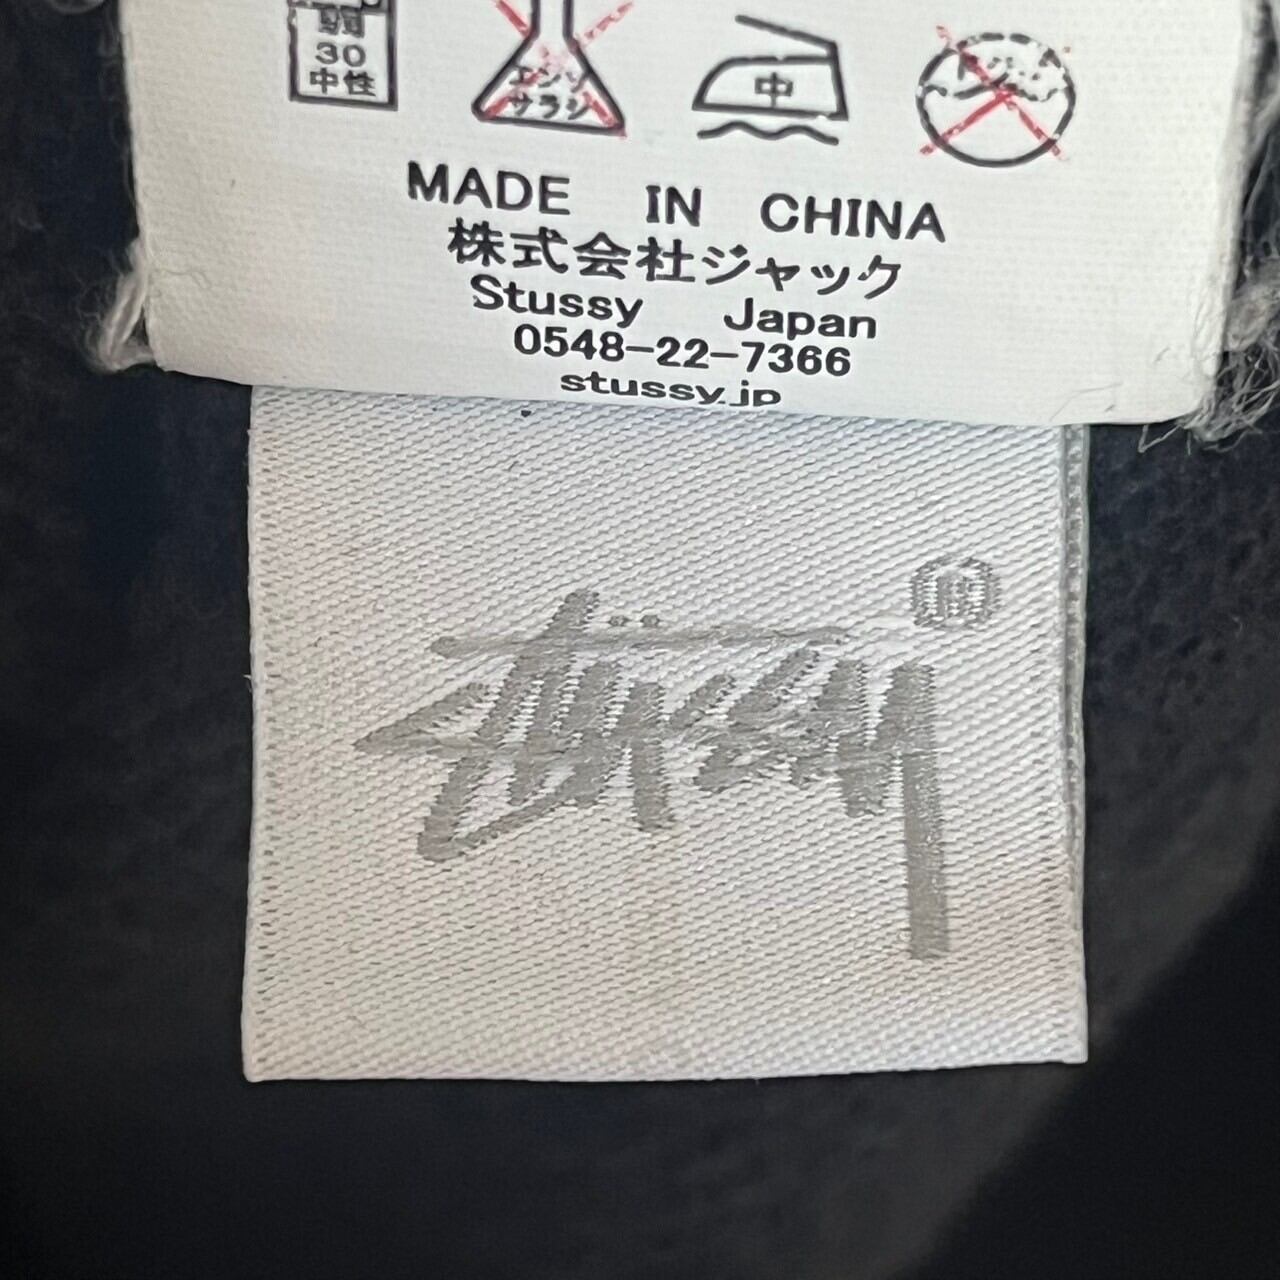 弱
30
中性
エンソ
サラシ
中
MADE IN CHINA
株式会社ジャック
Stussy Japan
0548-22-7366
stussy.jp
®
Stüssy